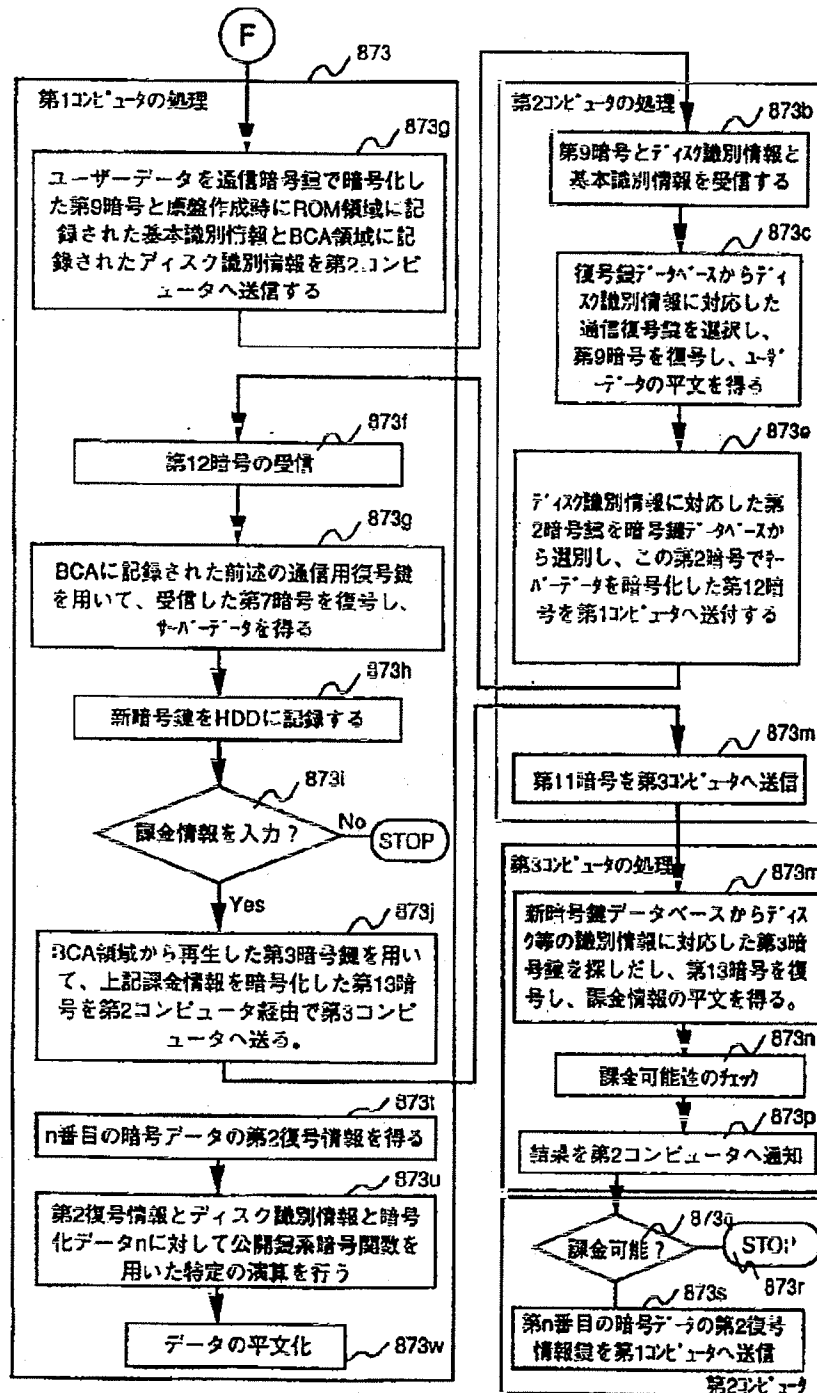 F
873
第1コンピュータの処理
873g
ユーザーデータを通信暗号鍵で暗号化し
た第9暗号と原盤作成時にROM領域に記
録された基本識別情報とBCA領域に記
録されたディスク識別情報を第2コンピ
ュータへ送信する
873f
第12暗号の受信
873g
BCAに記録された前述の通信用復号鍵
を用いて、受信した第7暗号を復号し、
サーバーデータを得る
873h
新暗号鍵をHDDに記録する
873i
課金情報を入力?
No
STOP
Yes
873j
BCA領域から再生した第3暗号鍵を用い
て、上記課金情報を暗号化した第13暗
号を第2コンピュータ経由で第3コンピ
ュータへ送る。
873t
n番目の暗号データの第2復号情報を得る
873u
第2復号情報とディスク識別情報と暗号
化データnに対して公開鍵系暗号関数を
用いた特定の演算を行う
データの平文化
873w
第2コンピュータの処理
873b
第9暗号とディスク識別情報と
基本識別情報を受信する
873c
復号鍵データベースからディ
スク識別情報に対応した
通信復号鍵を選択し、
第9暗号を復号し、ユーザ
ーデータの平文を得る
873e
ディスク識別情報に対応した第
2暗号鍵を暗号鍵データベースか
ら選別し、この第2暗号でサー
バーデータを暗号化した第12暗
号を第1コンピュータへ送付する
873m
第11暗号を第3コンピュータへ送信
第3コンピュータの処理
873m
新暗号鍵データベースからディス
ク等の識別情報に対応した第3暗
号鍵を探しだし、第13暗号を復
号し、課金情報の平文を得る。
873n
課金可能性のチェック
873p
結果を第2コンピュータへ通知
873q
課金可能?
STOP
873r
873s
第n番目の暗号データの第2復号
情報鍵を第1コンピュータへ送信
第2コンピュータ